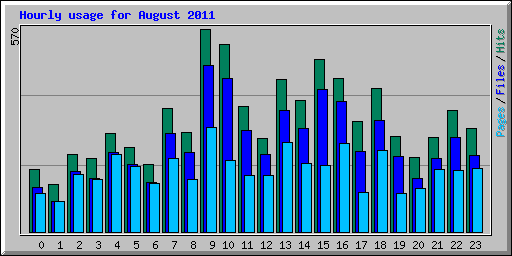 Hourly usage for August 2011
570
Pages / Files / Hits
0 1 2 3 4 5 6 7 8 9 10 11 12 13 14 15 16 17 18 19 20 21 22 23